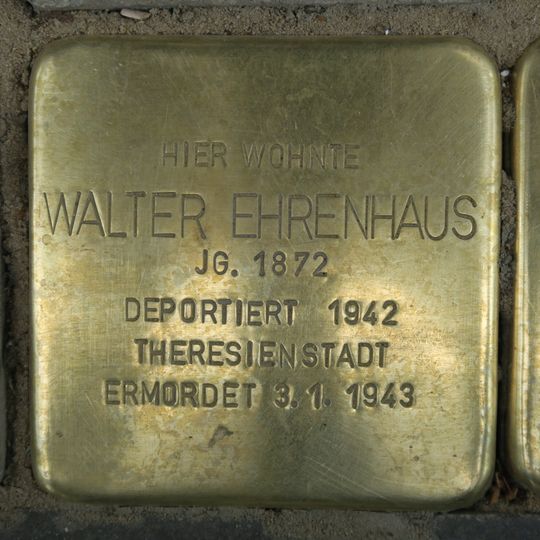 HIER WOHNTE
WALTER EHRENHAUS
JG. 1872
DEPORTIERT 1942
THERESIENSTADT
ERMORDET 3.1.1943